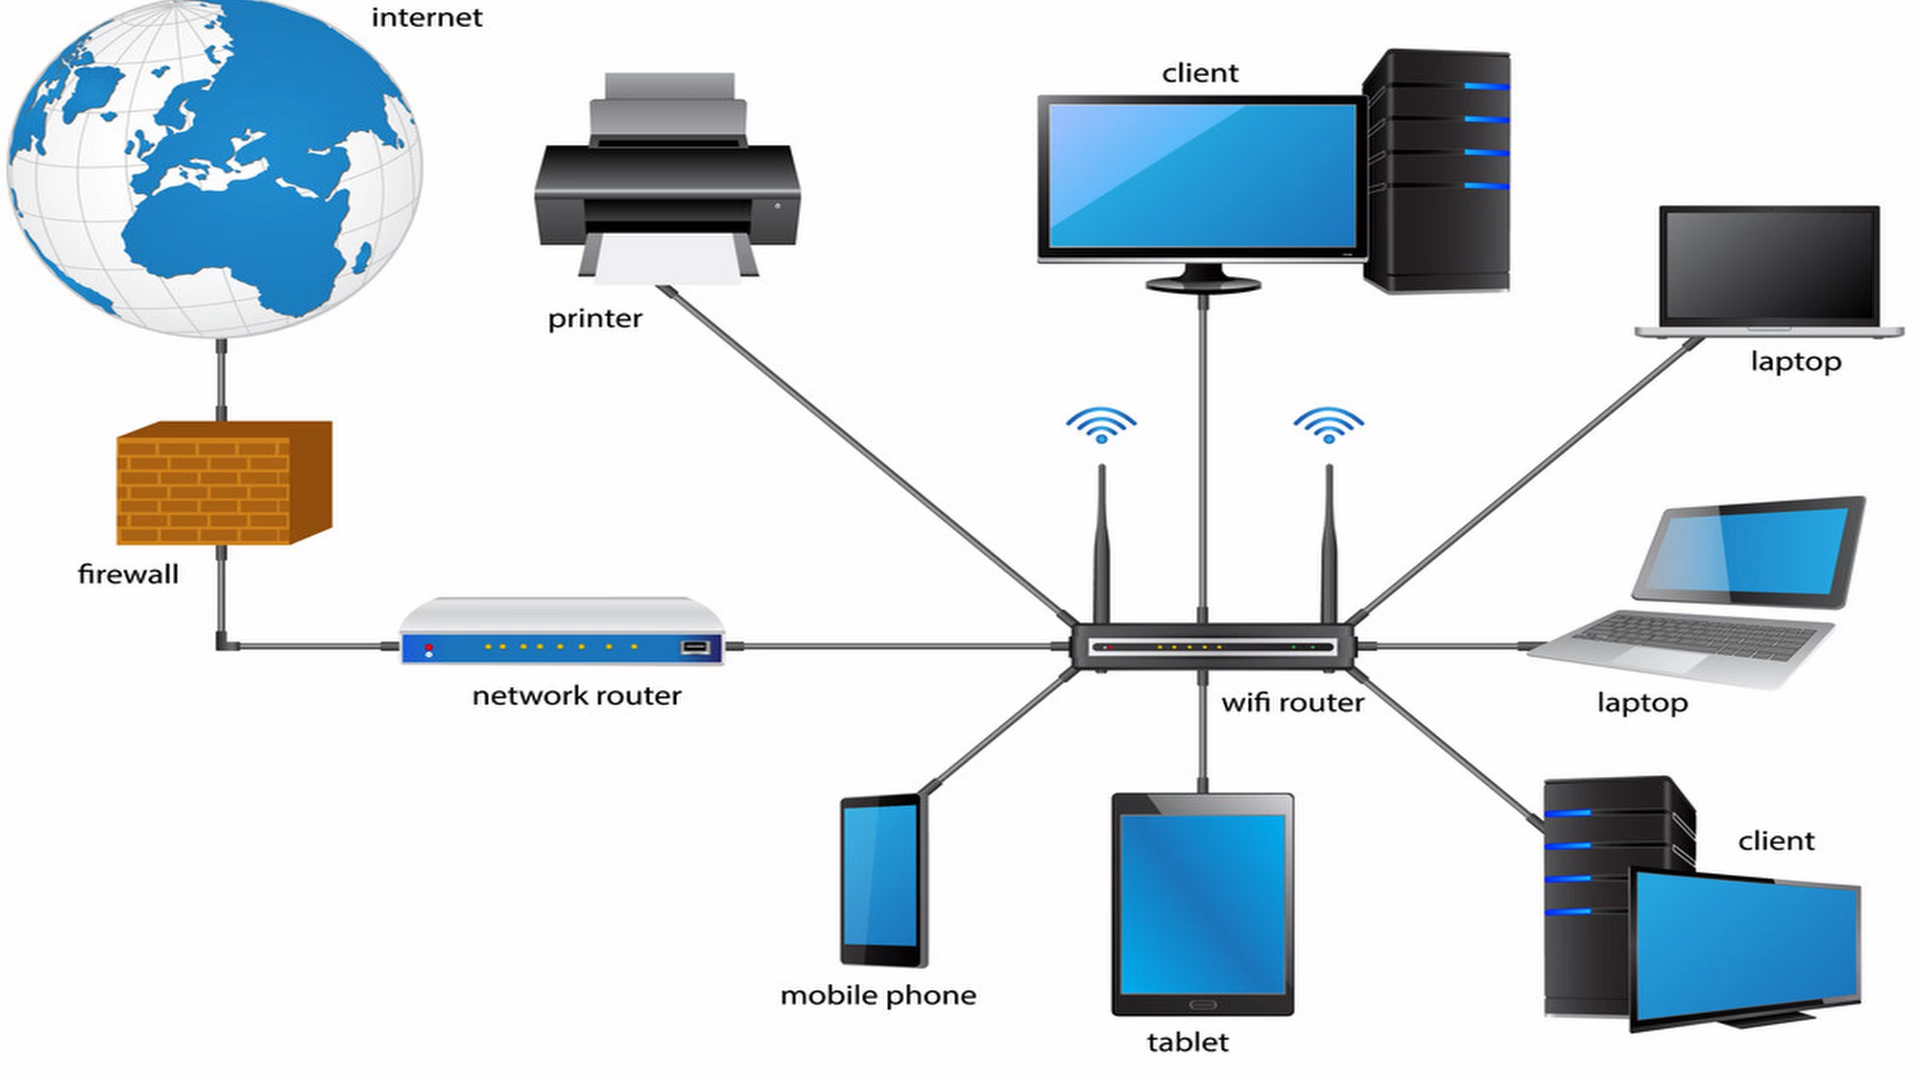 internet
client
printer
laptop
firewall
network router
wifi router
laptop
client
mobile phone
tablet